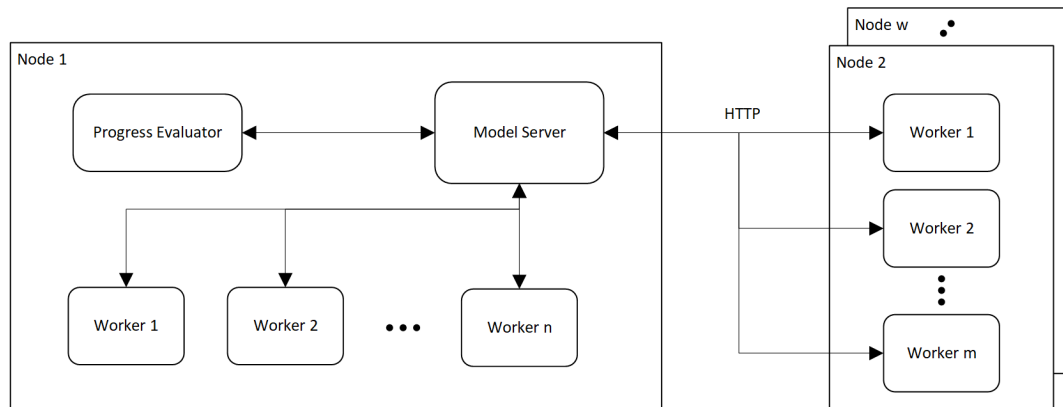 Node w
Node 1
Node 2
Progress Evaluator
Model Server
HTTP
Worker 1
Worker 2
Worker 1
Worker 2
Worker n
Worker m